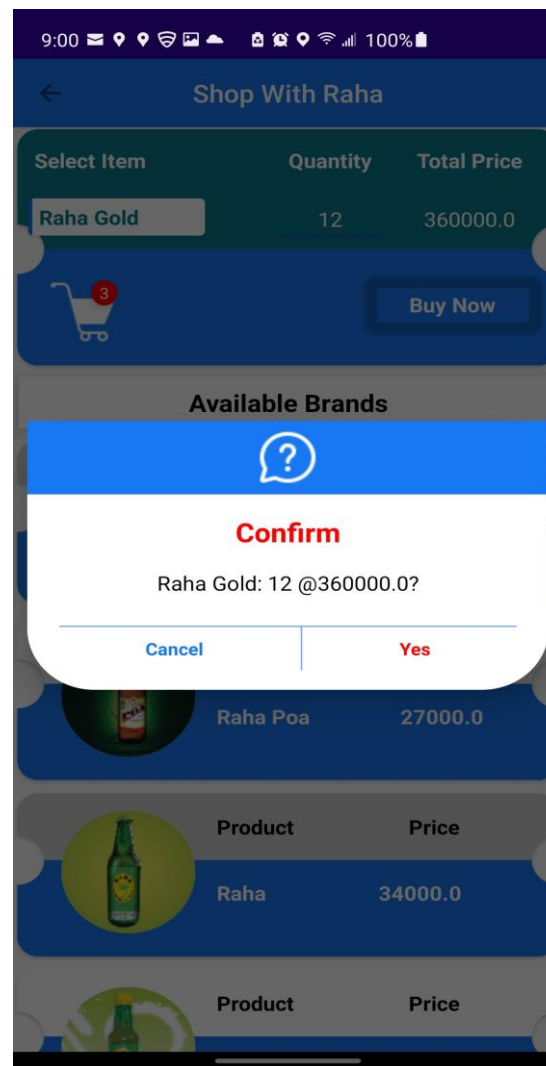 9:00 100%
Shop With Raha
Select Item Quantity Total Price
Raha Gold 12 360000.0
3
Buy Now
Available Brands
?
Confirm
Raha Gold: 12 @360000.0?
Cancel Yes
Raha Poa 27000.0
Product Price
Raha 34000.0
Product Price